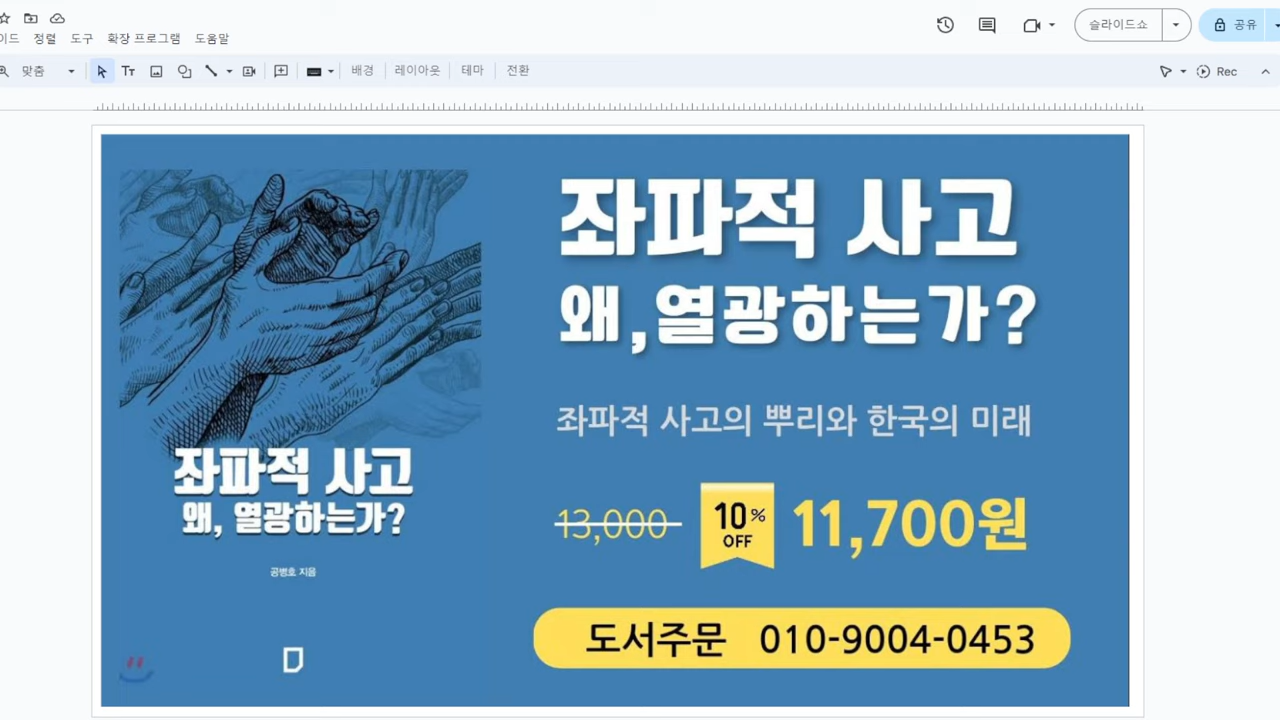 슬라이드쇼
공유
이드 정렬 도구 확장 프로그램 도움말
맞춤
배경 레이아웃 테마 전환
Rec
좌파적 사고
왜, 열광하는가?
공병호 지음
좌파적 사고
왜,열광하는가?
좌파적 사고의 뿌리와 한국의 미래
13,000
10%
OFF
11,700원
도서주문 010-9004-0453